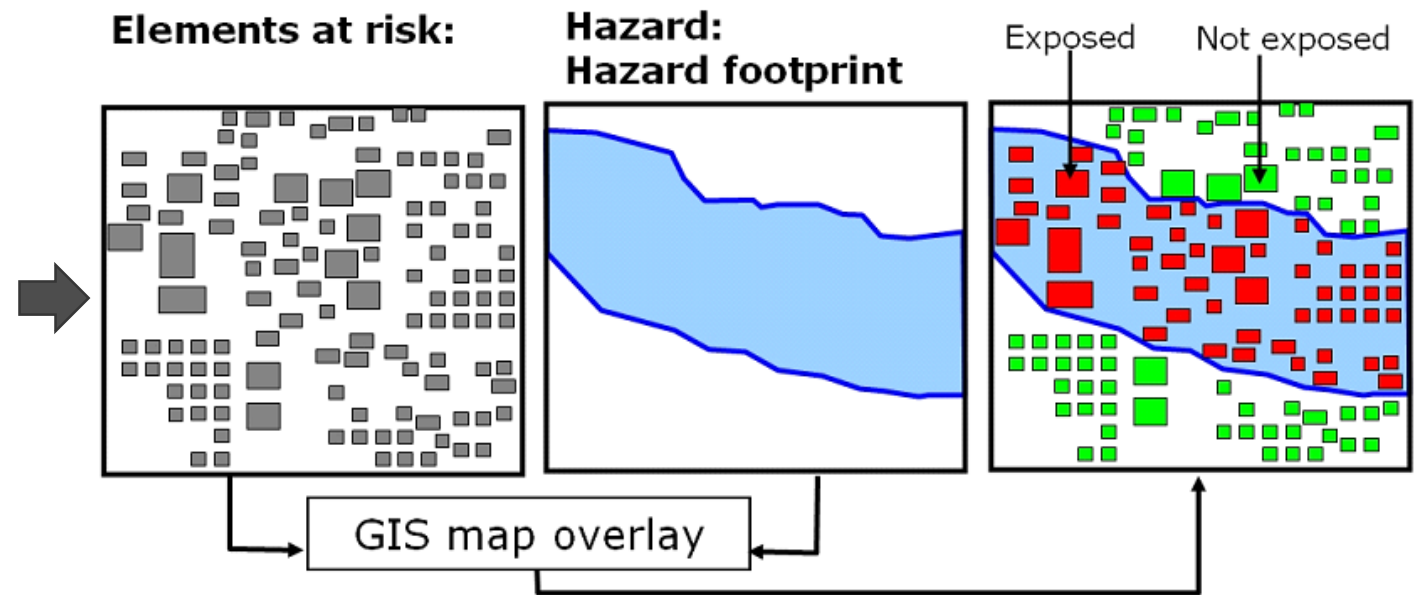 Elements at risk:
Hazard:
Hazard footprint
Exposed
Not exposed
GIS map overlay